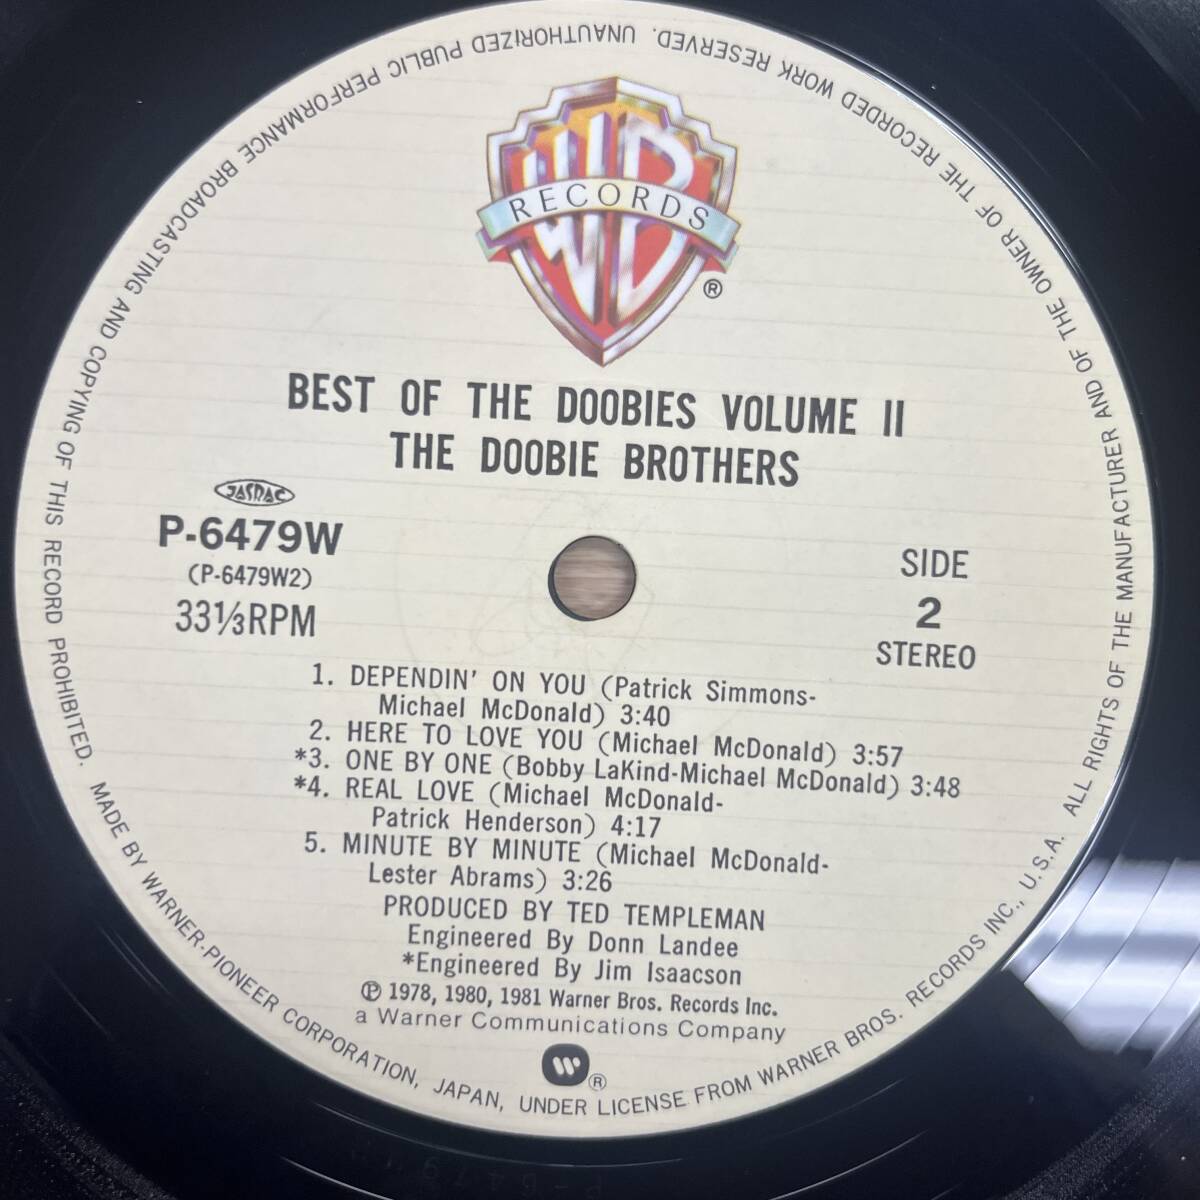 WB
RECORDS
®
BEST OF THE DOOBIES VOLUME II
THE DOOBIE BROTHERS
JASRAC
P-6479W
(P-6479W2)
33⅓RPM
SIDE
2
STEREO
1. DEPENDIN' ON YOU (Patrick Simmons-
Michael McDonald) 3:40
2. HERE TO LOVE YOU (Michael McDonald) 3:57
*3. ONE BY ONE (Bobby LaKind-Michael McDonald) 3:48
*4. REAL LOVE (Michael McDonald-
Patrick Henderson) 4:17
5. MINUTE BY MINUTE (Michael McDonald-
Lester Abrams) 3:26
PRODUCED BY TED TEMPLEMAN
Engineered By Donn Landee
*Engineered By Jim Isaacson
℗ 1978, 1980, 1981 Warner Bros. Records Inc.
a Warner Communications Company
®
MADE BY WARNER-PIONEER CORPORATION, JAPAN, UNDER LICENSE FROM WARNER BROS. RECORDS INC., U.S.A. ALL RIGHTS OF THE MANUFACTURER AND OF THE OWNER OF THE RECORDED WORK RESERVED. UNAUTHORIZED PUBLIC PERFORMANCE BROADCASTING AND COPYING OF THIS RECORD PROHIBITED.